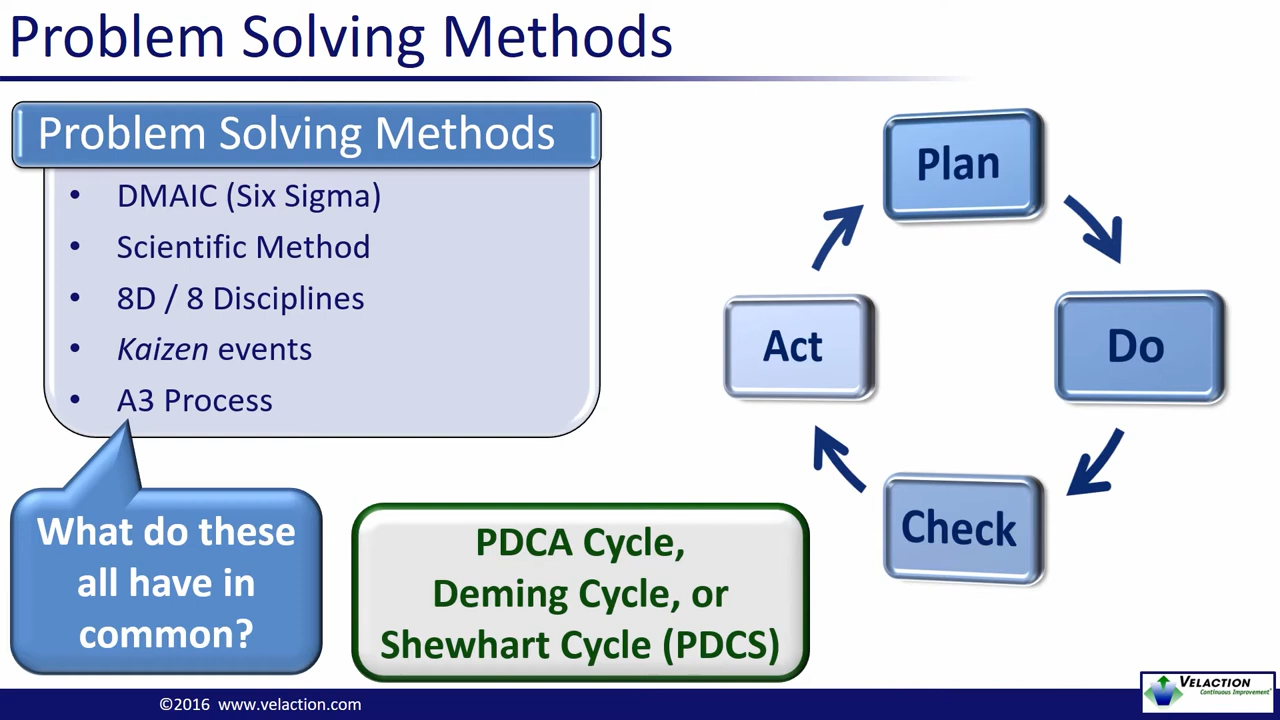 Problem Solving Methods
Problem Solving Methods
• DMAIC (Six Sigma)
• Scientific Method
• 8D / 8 Disciplines
• Kaizen events
• A3 Process
What do these
all have in
common?
PDCA Cycle,
Deming Cycle, or
Shewhart Cycle (PDCS)
Plan
Do
Check
Act
©2016 www.velaction.com
VELACTION
Continuous Improvement®